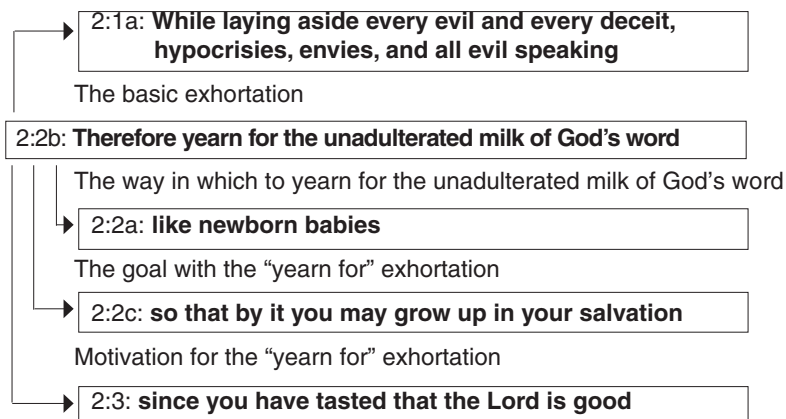 2:1a: While laying aside every evil and every deceit,
hypocrisies, envies, and all evil speaking
The basic exhortation
2:2b: Therefore yearn for the unadulterated milk of God's word
The way in which to yearn for the unadulterated milk of God's word
2:2a: like newborn babies
The goal with the “yearn for” exhortation
2:2c: so that by it you may grow up in your salvation
Motivation for the “yearn for” exhortation
2:3: since you have tasted that the Lord is good